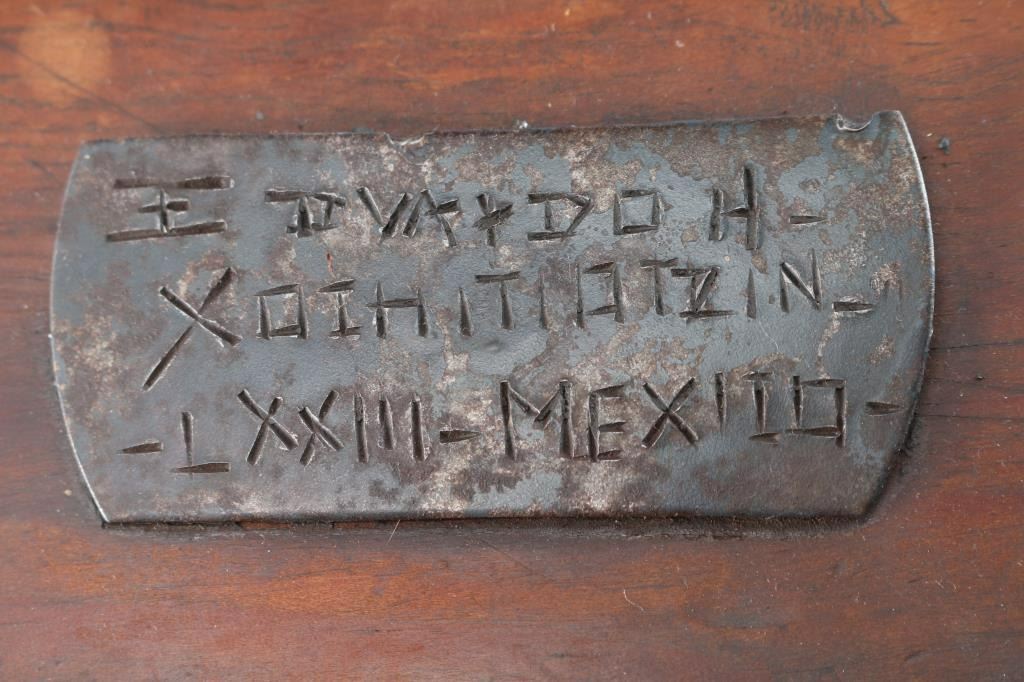 EDVARDO H-
XOCHITIOTZIN-
-LXXIII-MEXICO-